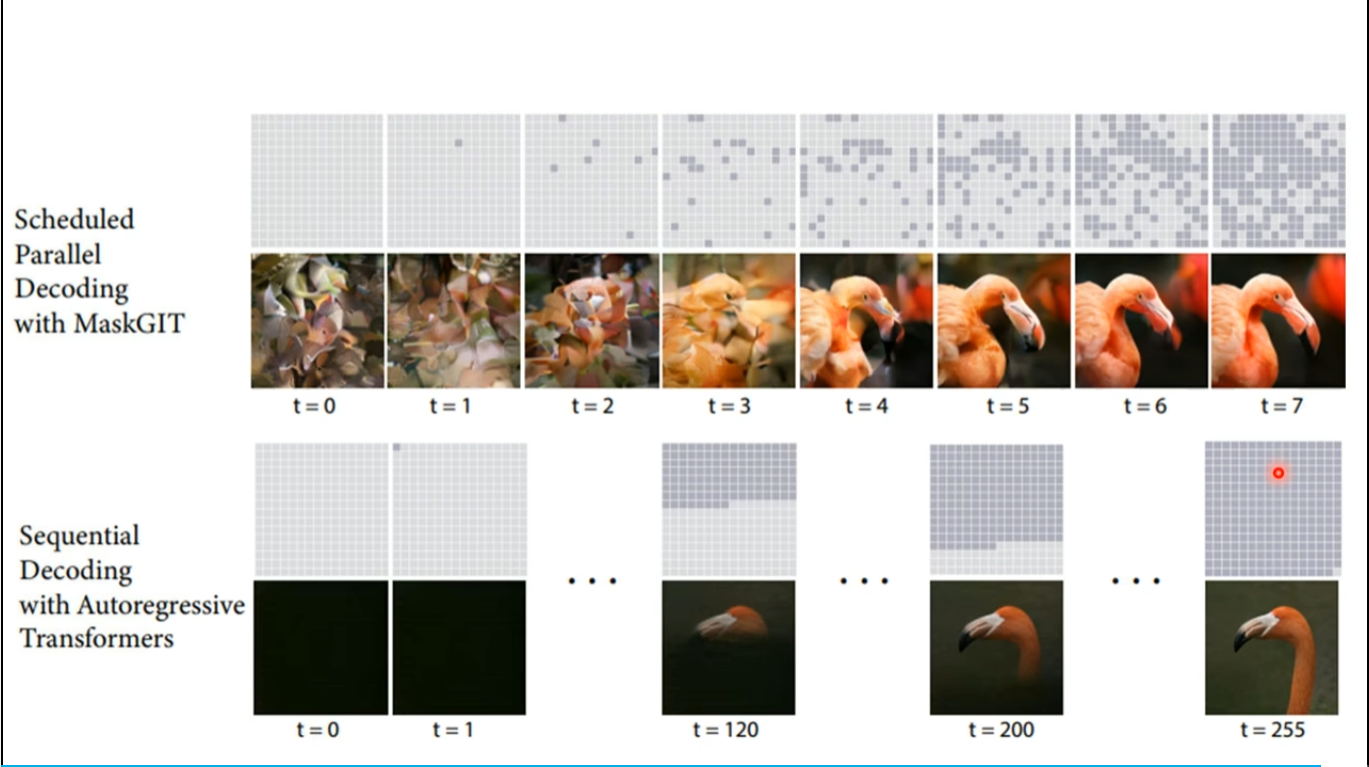 Scheduled
Parallel
Decoding
with MaskGIT
t = 0
t = 1
t = 2
t = 3
t = 4
t = 5
t = 6
t = 7
Sequential
Decoding
with Autoregressive
Transformers
...
...
...
t = 0
t = 1
t = 120
t = 200
t = 255